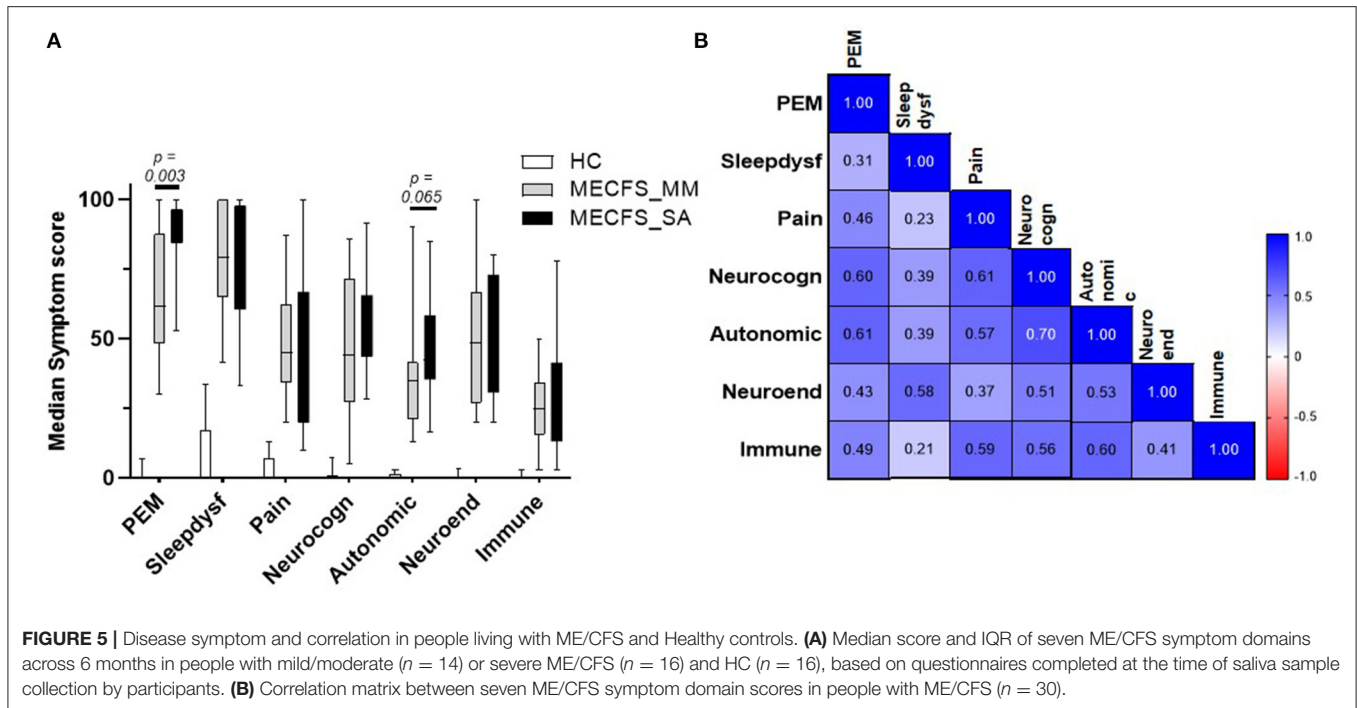 A
p =
0.003
p =
0.065
HC
MECFS_MM
MECFS_SA
Median Symptom score
100
50
0
PEM
Sleepdysf
Pain
Neurocogn
Autonomic
Neuroend
Immune
B
PEM
Sleep
dysf
Pain
Neuro
cogn
Auto
nomi
c
Neuro
end
Immune
PEM 1.00
Sleepdysf 0.31 1.00
Pain 0.46 0.23 1.00
Neurocogn 0.60 0.39 0.61 1.00
Autonomic 0.61 0.39 0.57 0.70 1.00
Neuroend 0.43 0.58 0.37 0.51 0.53 1.00
Immune 0.49 0.21 0.59 0.56 0.60 0.41 1.00
1.0
0.5
0
-0.5
-1.0
FIGURE 5 | Disease symptom and correlation in people living with ME/CFS and Healthy controls. (A) Median score and IQR of seven ME/CFS symptom domains
across 6 months in people with mild/moderate (n = 14) or severe ME/CFS (n = 16) and HC (n = 16), based on questionnaires completed at the time of saliva sample
collection by participants. (B) Correlation matrix between seven ME/CFS symptom domain scores in people with ME/CFS (n = 30).